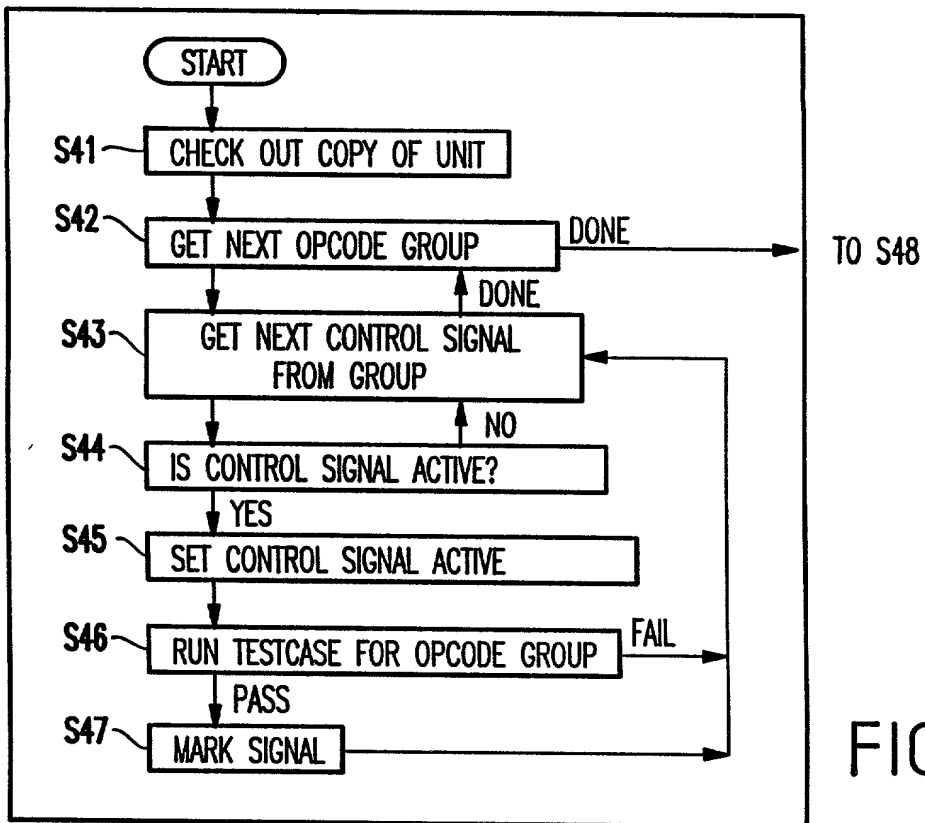 START
S41
CHECK OUT COPY OF UNIT
S42
GET NEXT OPCODE GROUP
DONE
TO S48
DONE
S43
GET NEXT CONTROL SIGNAL
FROM GROUP
NO
S44
IS CONTROL SIGNAL ACTIVE?
YES
S45
SET CONTROL SIGNAL ACTIVE
S46
RUN TESTCASE FOR OPCODE GROUP
FAIL
PASS
S47
MARK SIGNAL